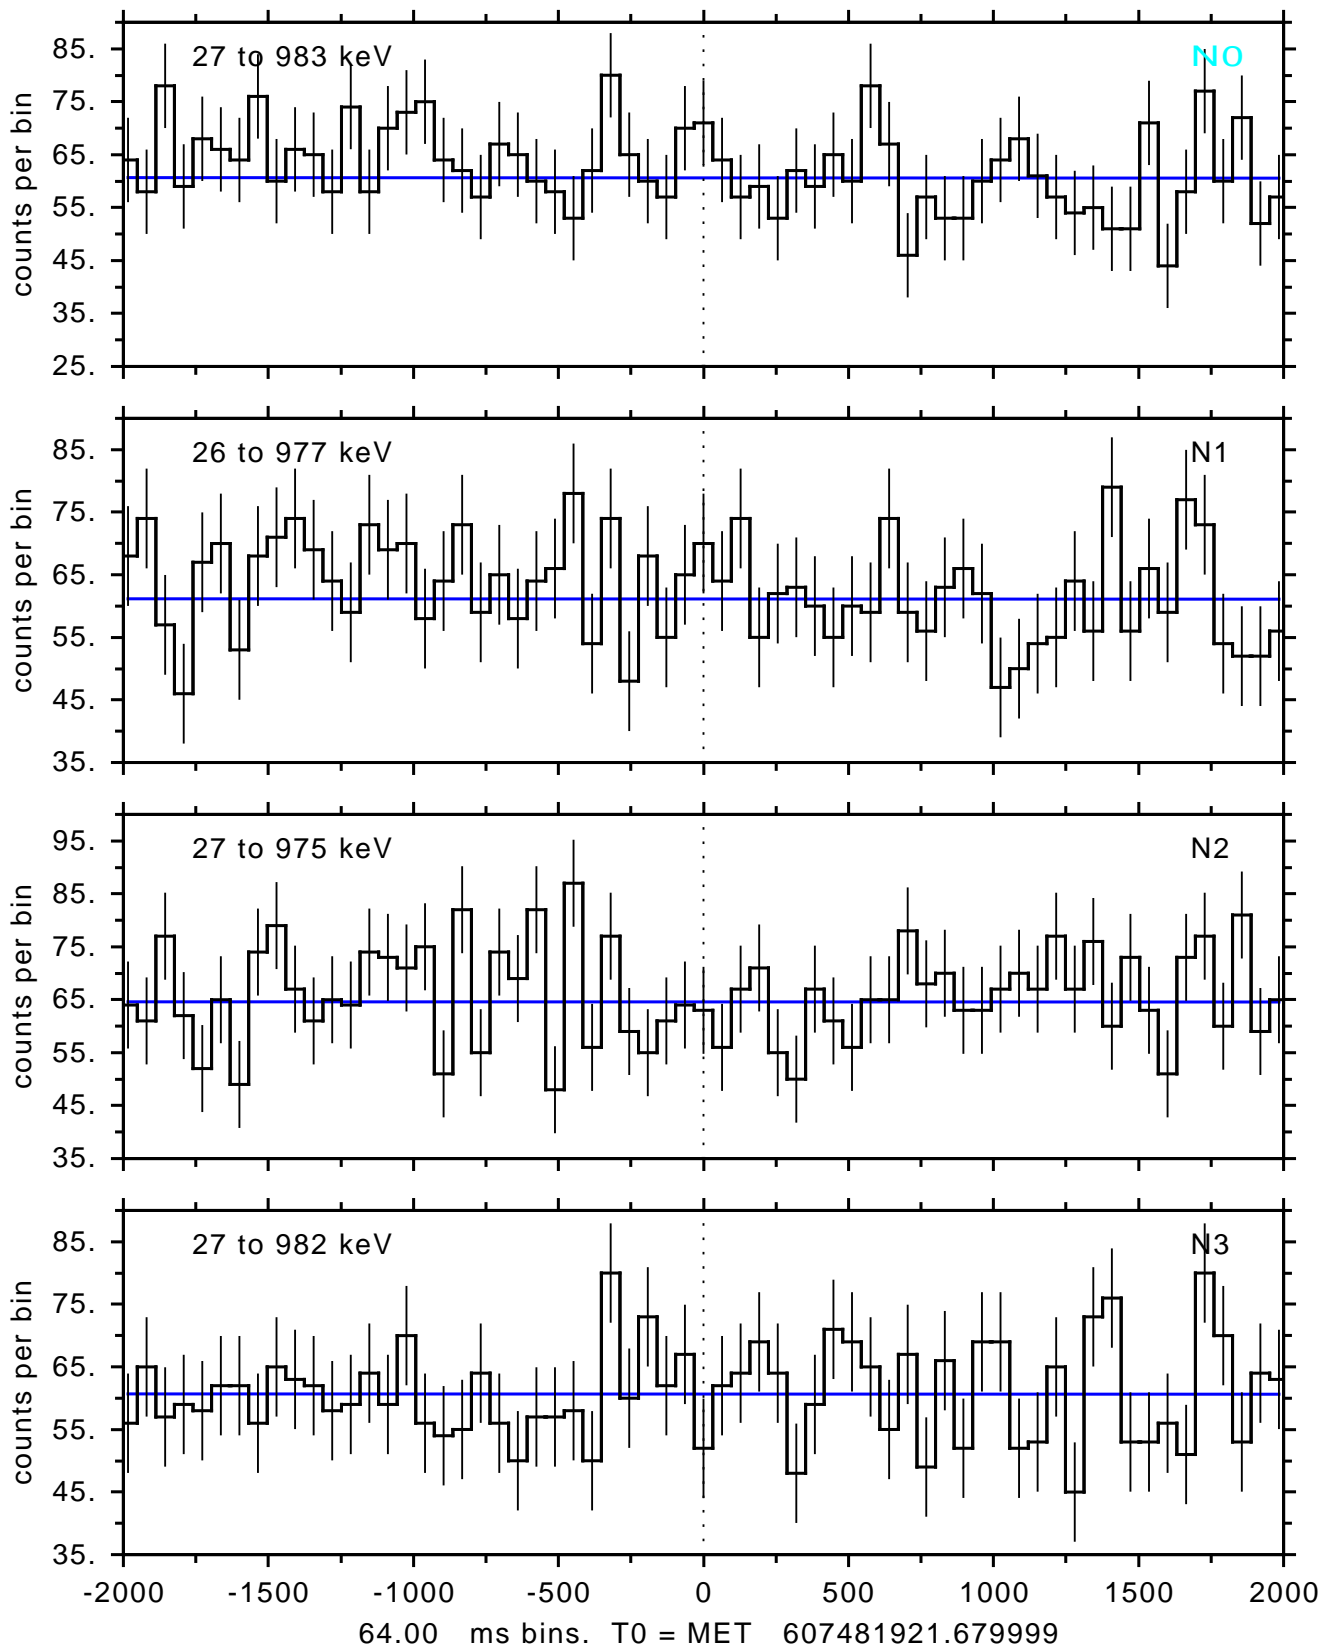 27 to 983 keV N0
85.
75.
65.
55.
45.
35.
25.
counts per bin
26 to 977 keV N1
85.
75.
65.
55.
45.
35.
counts per bin
27 to 975 keV N2
95.
85.
75.
65.
55.
45.
35.
counts per bin
27 to 982 keV N3
85.
75.
65.
55.
45.
35.
counts per bin
-2000 -1500 -1000 -500 0 500 1000 1500 2000
64.00 ms bins. T0 = MET 607481921.679999